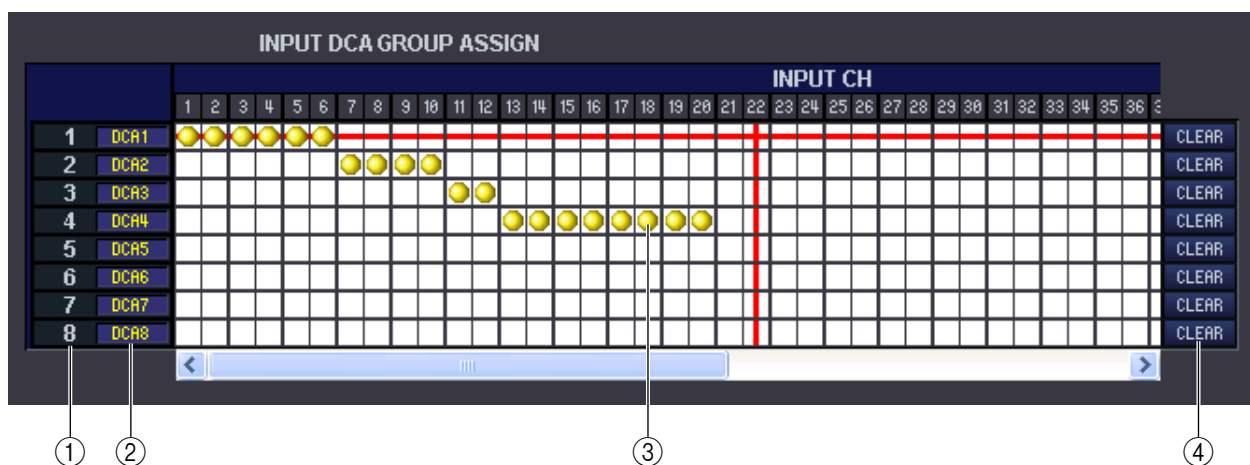 INPUT DCA GROUP ASSIGN
INPUT CH
1 2 3 4 5 6 7 8 9 10 11 12 13 14 15 16 17 18 19 20 21 22 23 24 25 26 27 28 29 30 31 32 33 34 35 36 3
1 DCA1 CLEAR
2 DCA2 CLEAR
3 DCA3 CLEAR
4 DCA4 CLEAR
5 DCA5 CLEAR
6 DCA6 CLEAR
7 DCA7 CLEAR
8 DCA8 CLEAR
① ② ③ ④